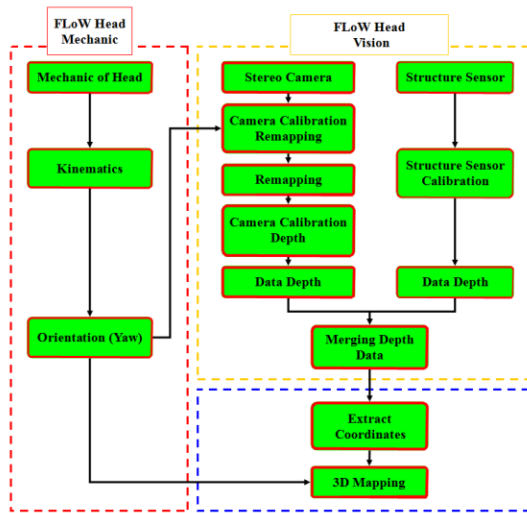 FLoW Head
Mechanic
FLoW Head
Vision
Mechanic of Head
Stereo Camera
Structure Sensor
Camera Calibration
Remapping
Kinematics
Structure Sensor
Calibration
Remapping
Camera Calibration
Depth
Data Depth
Data Depth
Orientation (Yaw)
Merging Depth
Data
Extract
Coordinates
3D Mapping